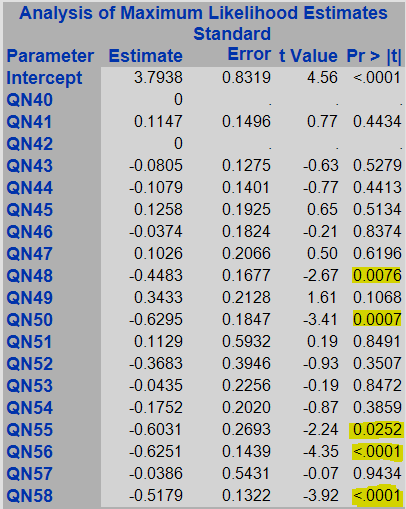 Analysis of Maximum Likelihood Estimates
Standard
Parameter Estimate Error t Value Pr > |t|
Intercept 3.7938 0.8319 4.56 <.0001
QN40 0 . . .
QN41 0.1147 0.1496 0.77 0.4434
QN42 0 . . .
QN43 -0.0805 0.1275 -0.63 0.5279
QN44 -0.1079 0.1401 -0.77 0.4413
QN45 0.1258 0.1925 0.65 0.5134
QN46 -0.0374 0.1824 -0.21 0.8374
QN47 0.1026 0.2066 0.50 0.6196
QN48 -0.4483 0.1677 -2.67 0.0076
QN49 0.3433 0.2128 1.61 0.1068
QN50 -0.6295 0.1847 -3.41 0.0007
QN51 0.1129 0.5932 0.19 0.8491
QN52 -0.3683 0.3946 -0.93 0.3507
QN53 -0.0435 0.2256 -0.19 0.8472
QN54 -0.1752 0.2020 -0.87 0.3859
QN55 -0.6031 0.2693 -2.24 0.0252
QN56 -0.6251 0.1439 -4.35 <.0001
QN57 -0.0386 0.5431 -0.07 0.9434
QN58 -0.5179 0.1322 -3.92 <.0001